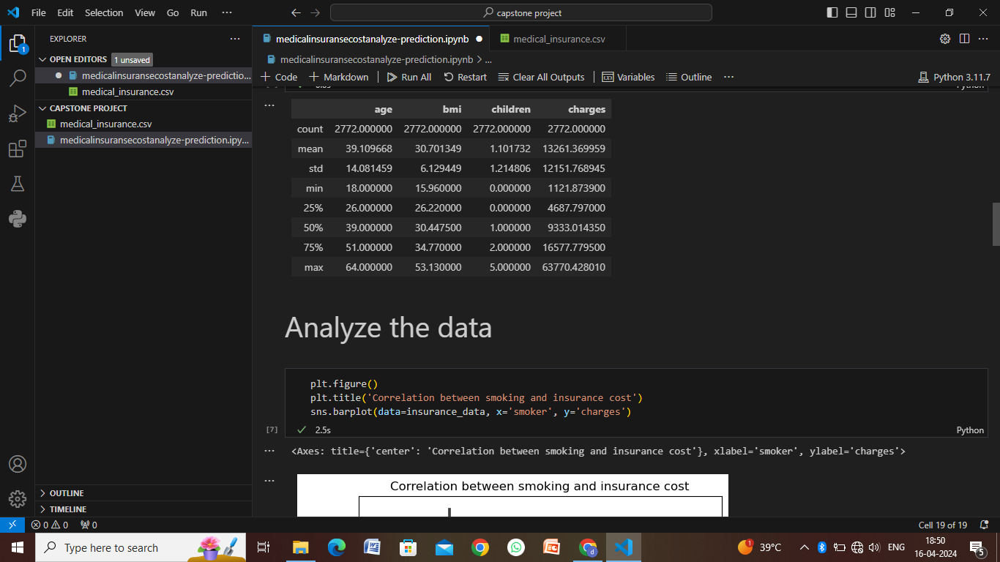 File Edit Selection View Go Run ···
capstone project
EXPLORER ···
OPEN EDITORS 1 unsaved
medicalinsuransecostanalyze-predictio...
medical_insurance.csv
CAPSTONE PROJECT
medical_insurance.csv
medicalinsuransecostanalyze-prediction.ipy...
OUTLINE
TIMELINE
1
medicalinsuransecostanalyze-prediction.ipynb
medical_insurance.csv
medicalinsuransecostanalyze-prediction.ipynb > ...
+ Code + Markdown Run All Restart Clear All Outputs Variables Outline ··· Python 3.11.7
age bmi children charges
count 2772.000000 2772.000000 2772.000000 2772.000000
mean 39.109668 30.701349 1.101732 13261.369959
std 14.081459 6.129449 1.214806 12151.768945
min 18.000000 15.960000 0.000000 1121.873900
25% 26.000000 26.220000 0.000000 4687.797000
50% 39.000000 30.447500 1.000000 9333.014350
75% 51.000000 34.770000 2.000000 16577.779500
max 64.000000 53.130000 5.000000 63770.428010
Analyze the data
plt.figure()
plt.title('Correlation between smoking and insurance cost')
sns.barplot(data=insurance_data, x='smoker', y='charges')
[7] 2.5s Python
<Axes: title={'center': 'Correlation between smoking and insurance cost'}, xlabel='smoker', ylabel='charges'>
Correlation between smoking and insurance cost
0 0 0 Cell 19 of 19
Type here to search
1 39°C ENG 18:50
16-04-2024
5